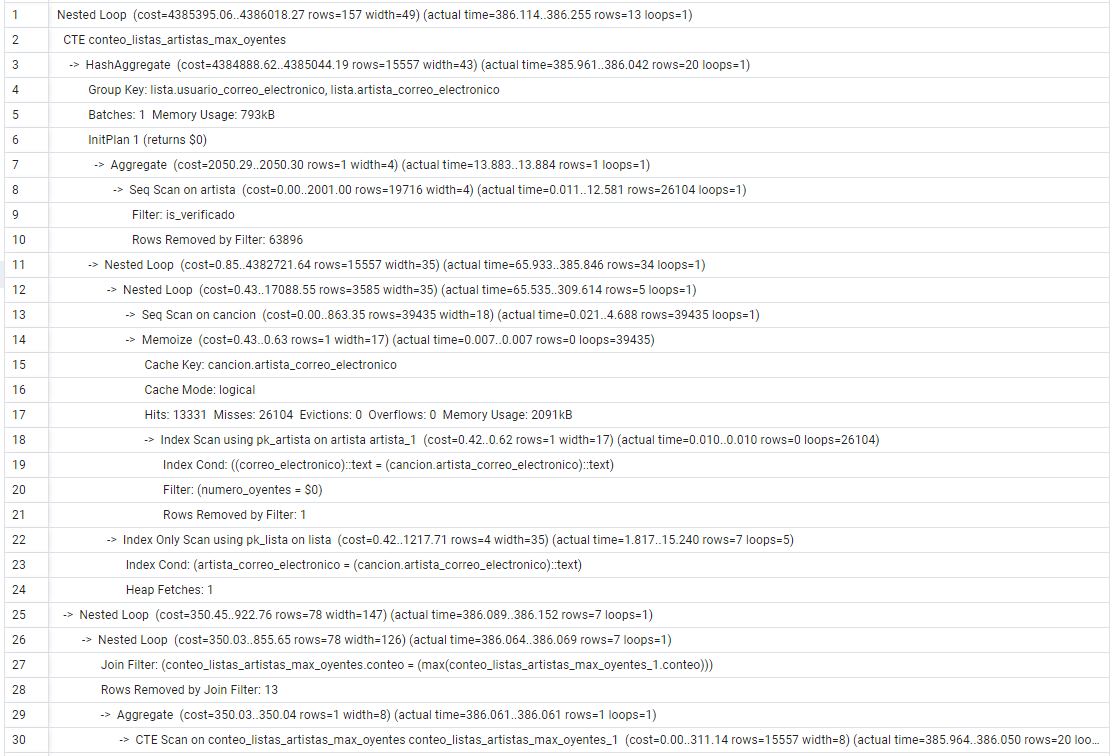 1 Nested Loop (cost=4385395.06..4386018.27 rows=157 width=49) (actual time=386.114..386.255 rows=13 loops=1)
2 CTE conteo_listas_artistas_max_oyentes
3 -> HashAggregate (cost=4384888.62..4385044.19 rows=15557 width=43) (actual time=385.961..386.042 rows=20 loops=1)
4 Group Key: lista.usuario_correo_electronico, lista.artista_correo_electronico
5 Batches: 1 Memory Usage: 793kB
6 InitPlan 1 (returns $0)
7 -> Aggregate (cost=2050.29..2050.30 rows=1 width=4) (actual time=13.883..13.884 rows=1 loops=1)
8 -> Seq Scan on artista (cost=0.00..2001.00 rows=19716 width=4) (actual time=0.011..12.581 rows=26104 loops=1)
9 Filter: is_verificado
10 Rows Removed by Filter: 63896
11 -> Nested Loop (cost=0.85..4382721.64 rows=15557 width=35) (actual time=65.933..385.846 rows=34 loops=1)
12 -> Nested Loop (cost=0.43..17088.55 rows=3585 width=35) (actual time=65.535..309.614 rows=5 loops=1)
13 -> Seq Scan on cancion (cost=0.00..863.35 rows=39435 width=18) (actual time=0.021..4.688 rows=39435 loops=1)
14 -> Memoize (cost=0.43..0.63 rows=1 width=17) (actual time=0.007..0.007 rows=0 loops=39435)
15 Cache Key: cancion.artista_correo_electronico
16 Cache Mode: logical
17 Hits: 13331 Misses: 26104 Evictions: 0 Overflows: 0 Memory Usage: 2091kB
18 -> Index Scan using pk_artista on artista artista_1 (cost=0.42..0.62 rows=1 width=17) (actual time=0.010..0.010 rows=0 loops=26104)
19 Index Cond: ((correo_electronico)::text = (cancion.artista_correo_electronico)::text)
20 Filter: (numero_oyentes = $0)
21 Rows Removed by Filter: 1
22 -> Index Only Scan using pk_lista on lista (cost=0.42..1217.71 rows=4 width=35) (actual time=1.817..15.240 rows=7 loops=5)
23 Index Cond: (artista_correo_electronico = (cancion.artista_correo_electronico)::text)
24 Heap Fetches: 1
25 -> Nested Loop (cost=350.45..922.76 rows=78 width=147) (actual time=386.089..386.152 rows=7 loops=1)
26 -> Nested Loop (cost=350.03..855.65 rows=78 width=126) (actual time=386.064..386.069 rows=7 loops=1)
27 Join Filter: (conteo_listas_artistas_max_oyentes.conteo = (max(conteo_listas_artistas_max_oyentes_1.conteo)))
28 Rows Removed by Join Filter: 13
29 -> Aggregate (cost=350.03..350.04 rows=1 width=8) (actual time=386.061..386.061 rows=1 loops=1)
30 -> CTE Scan on conteo_listas_artistas_max_oyentes conteo_listas_artistas_max_oyentes_1 (cost=0.00..311.14 rows=15557 width=8) (actual time=385.964..386.050 rows=20 loo...